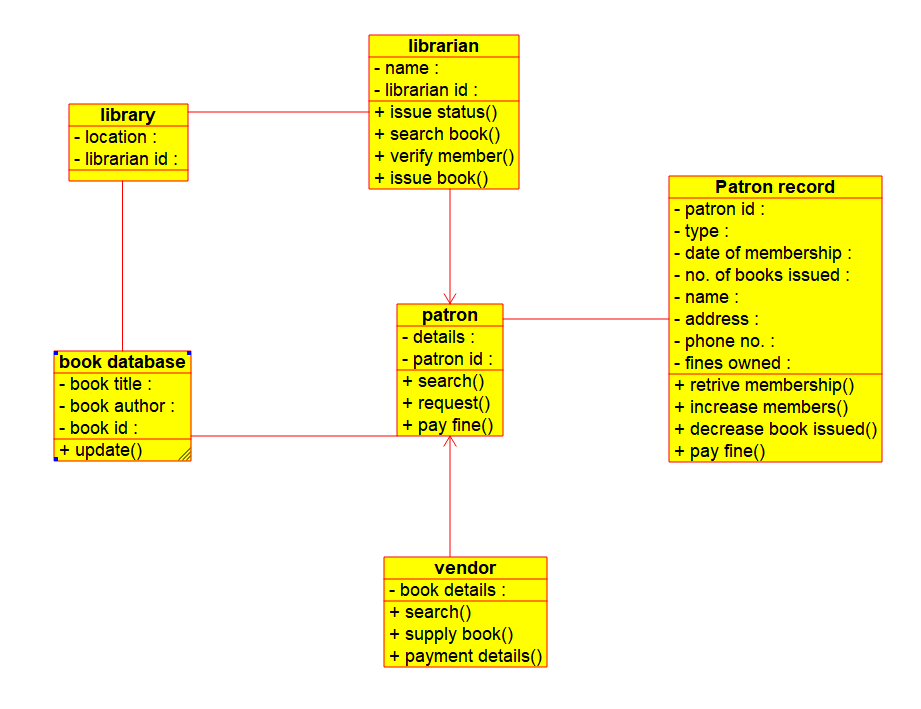 librarian
- name :
- librarian id :
+ issue status()
+ search book()
+ verify member()
+ issue book()
library
- location :
- librarian id :
Patron record
- patron id :
- type :
- date of membership :
- no. of books issued :
- name :
- address :
- phone no. :
- fines owned :
+ retrive membership()
+ increase members()
+ decrease book issued()
+ pay fine()
patron
- details :
- patron id :
+ search()
+ request()
+ pay fine()
book database
- book title :
- book author :
- book id :
+ update()
vendor
- book details :
+ search()
+ supply book()
+ payment details()